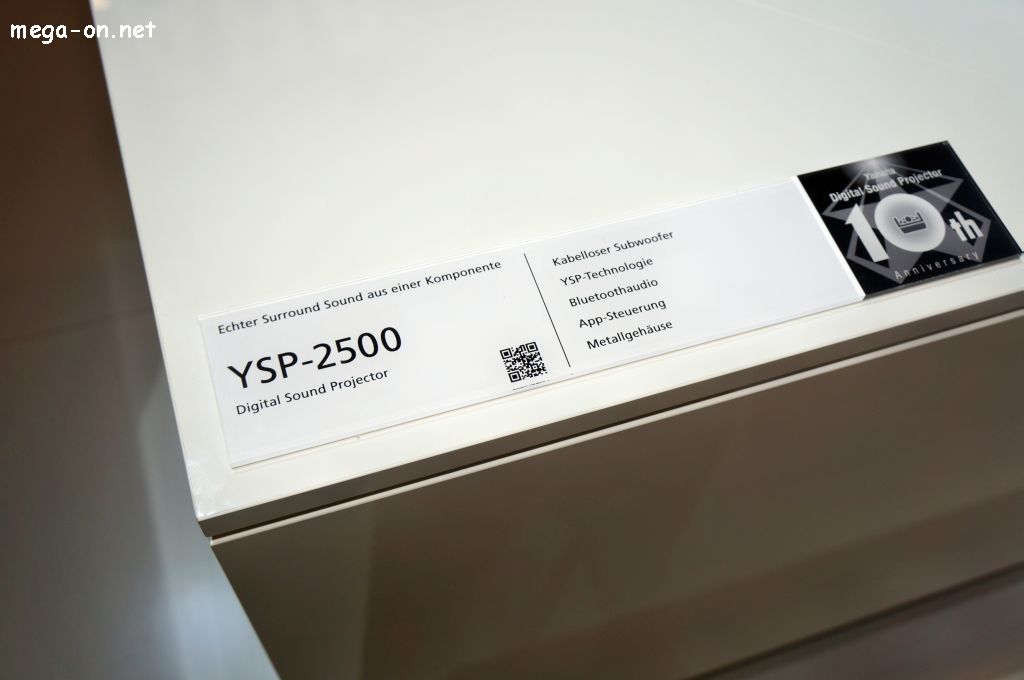 mega-on.net
Echter Surround Sound aus einer Komponente
YSP-2500
Digital Sound Projector
Kabelloser Subwoofer
YSP-Technologie
Bluetoothaudio
App-Steuerung
Metallgehäuse
Yamaha
Digital Sound Projector
10th
Anniversary